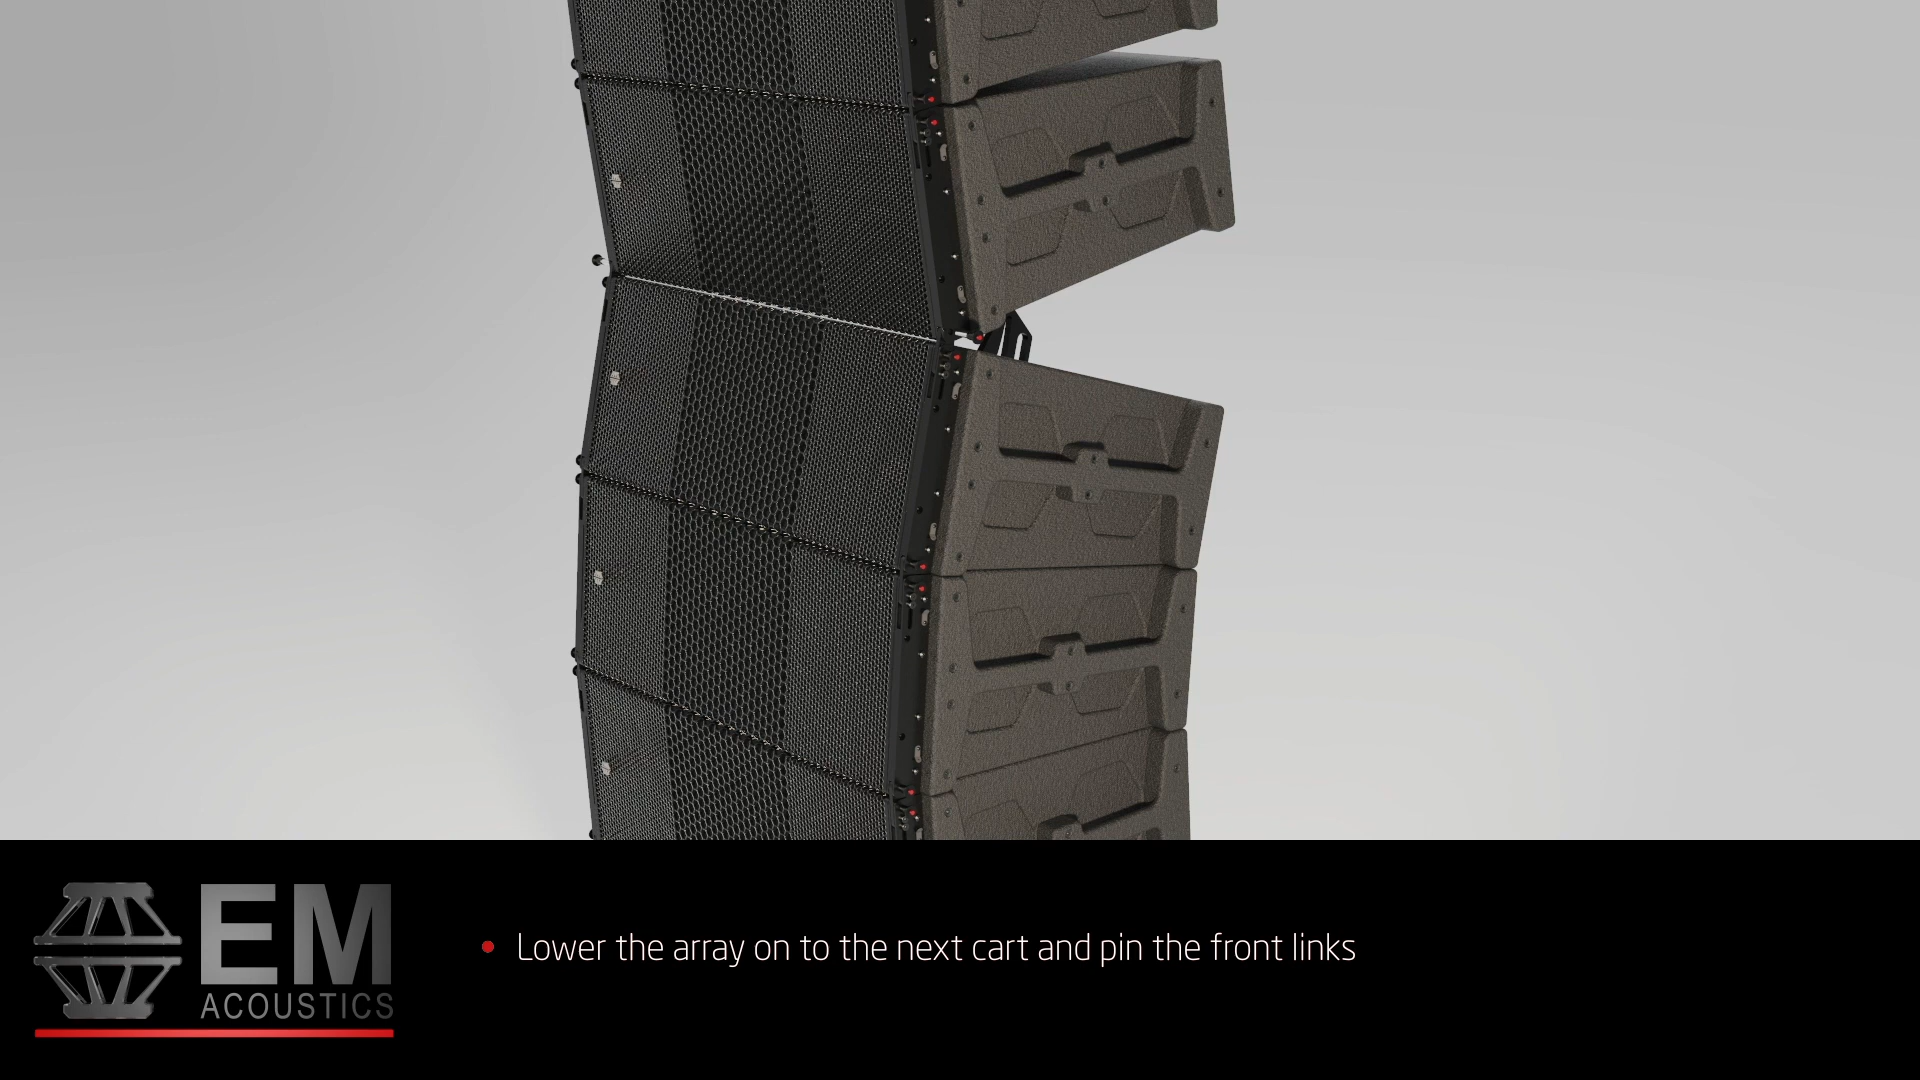 EM
ACOUSTICS
• Lower the array on to the next cart and pin the front links